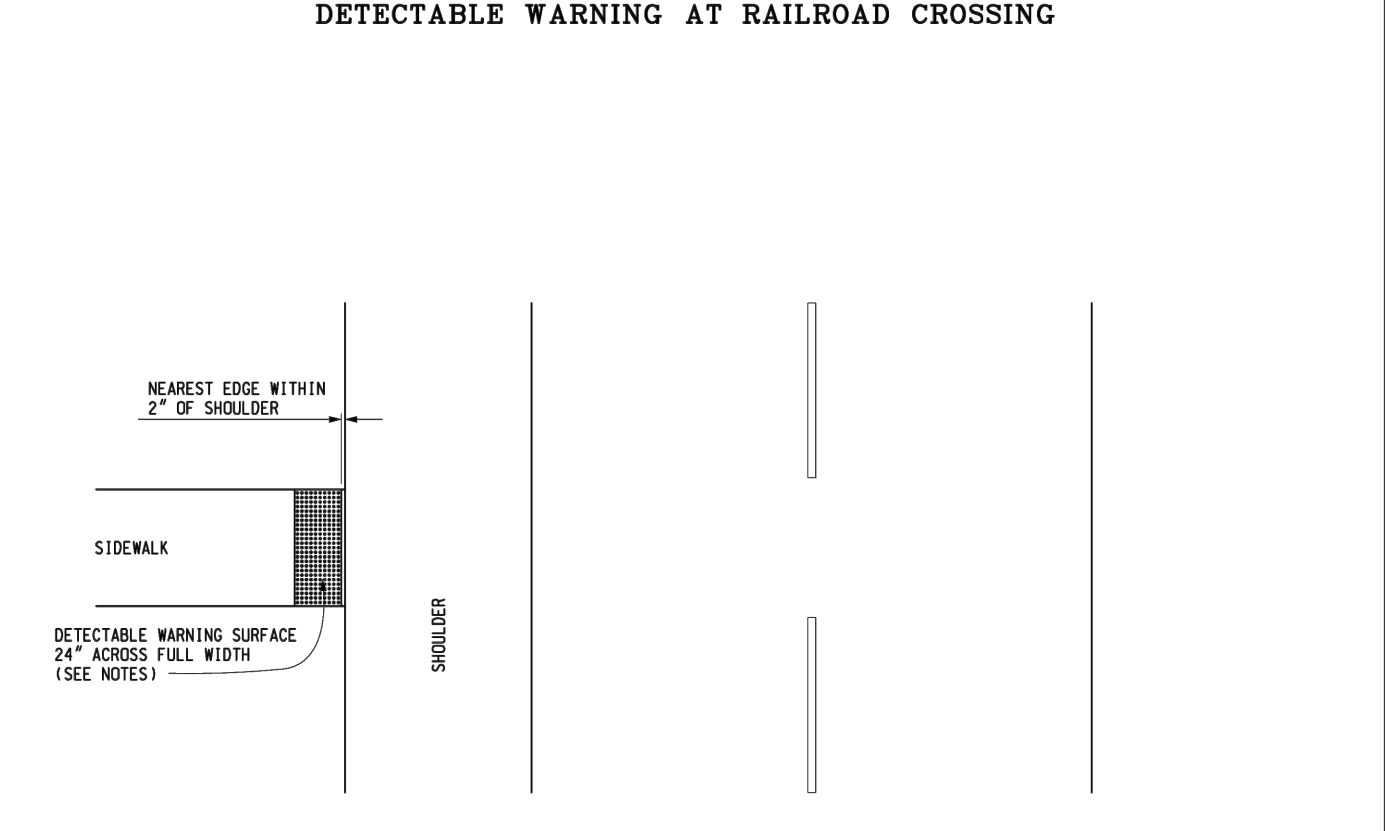 DETECTABLE WARNING AT RAILROAD CROSSING
NEAREST EDGE WITHIN
2" OF SHOULDER
SIDEWALK
DETECTABLE WARNING SURFACE
24" ACROSS FULL WIDTH
(SEE NOTES)
SHOULDER